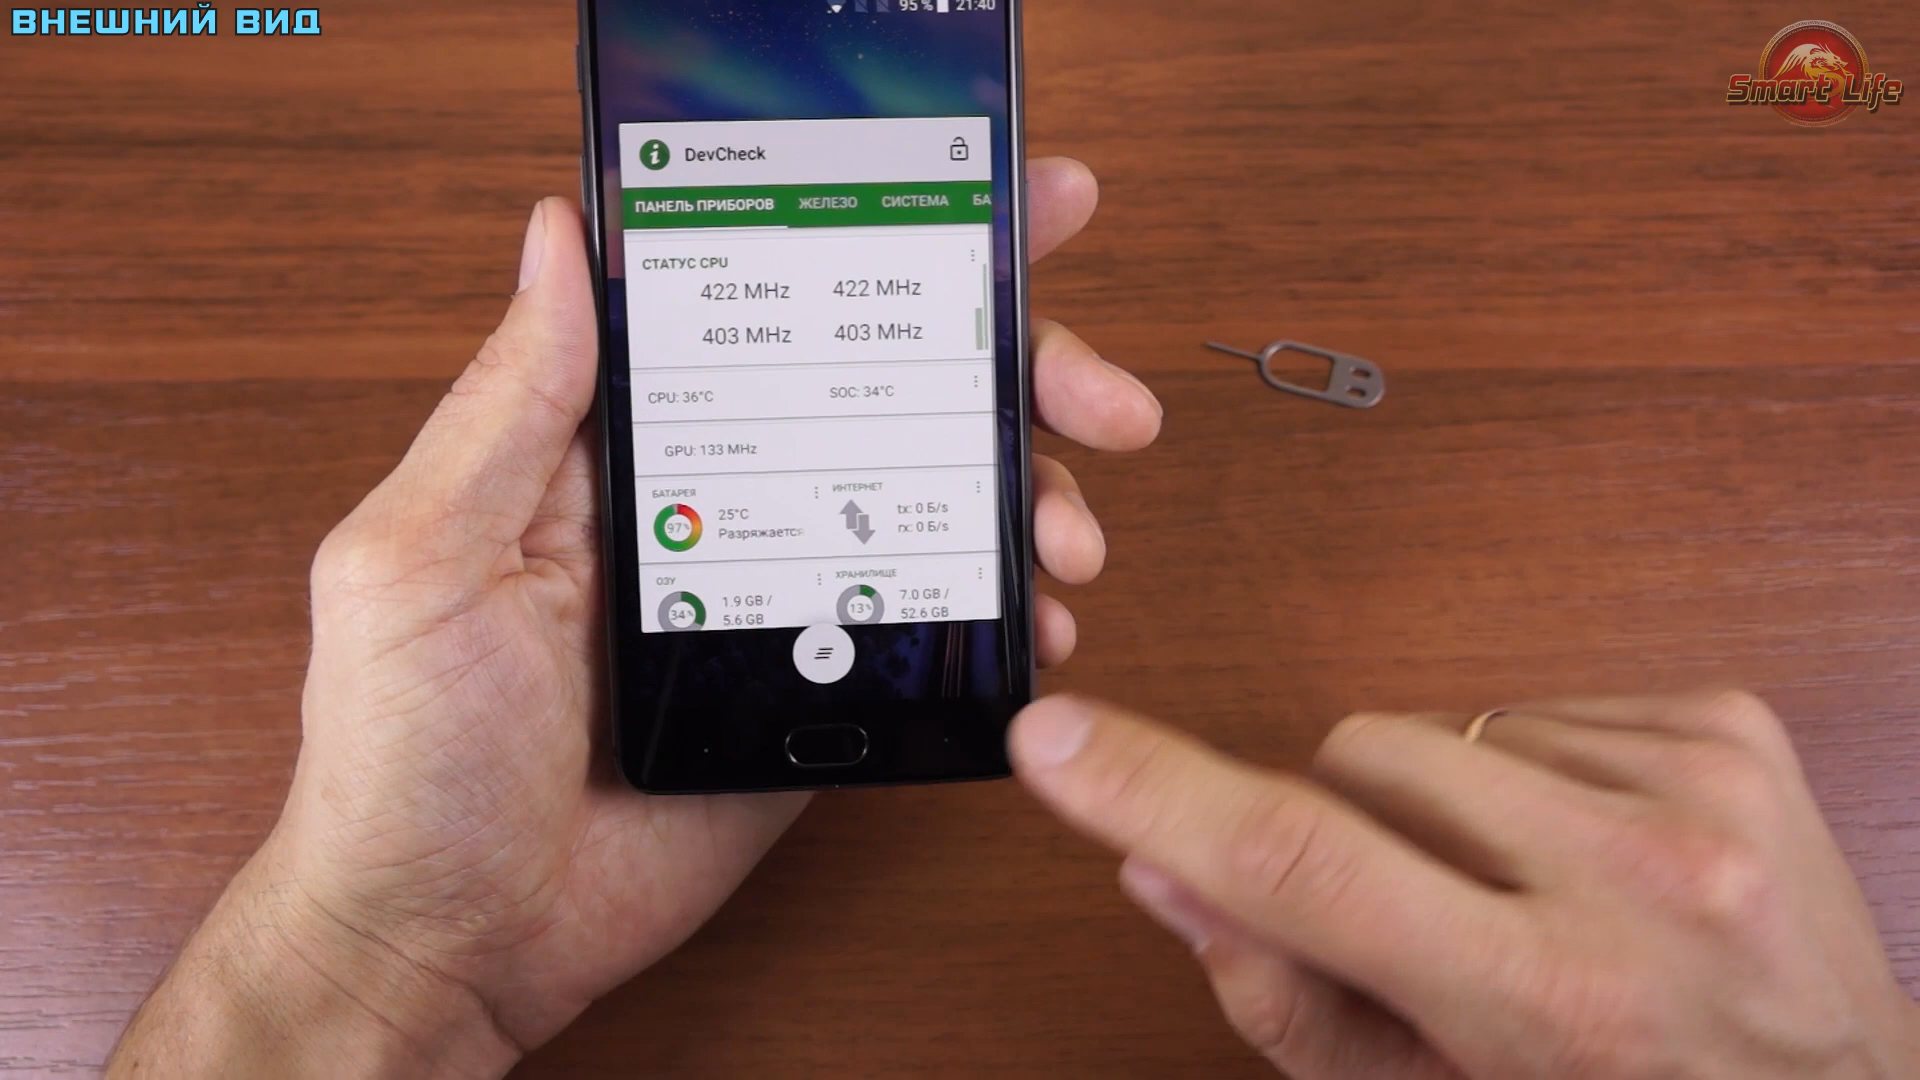 ВНЕШНИЙ ВИД
95% 21:40
Smart Life
DevCheck
ПАНЕЛЬ ПРИБОРОВ ЖЕЛЕЗО СИСТЕМА БА
СТАТУС CPU
422 MHz 422 MHz
403 MHz 403 MHz
CPU: 36°C SOC: 34°C
GPU: 133 MHz
БАТАРЕЯ ИНТЕРНЕТ
97% 25°C tx: 0 Б/s
Разряжается rx: 0 Б/s
ОЗУ ХРАНИЛИЩЕ
34% 1.9 GB / 13% 7.0 GB /
5.6 GB 52.6 GB